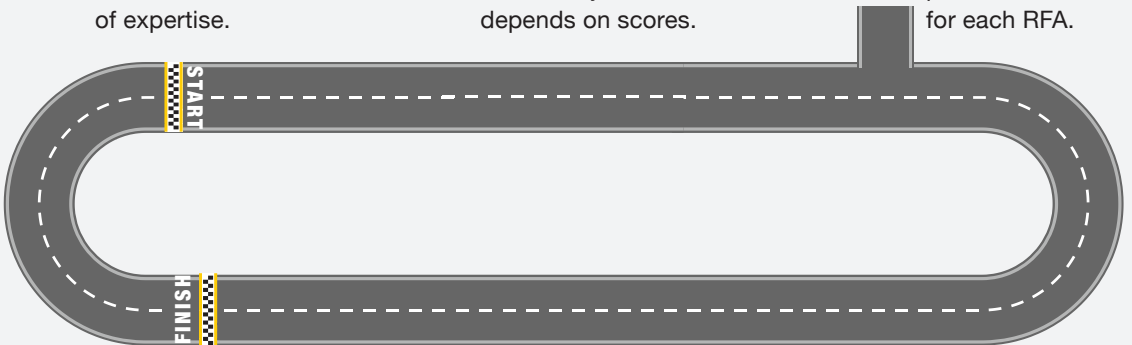 of expertise.
depends on scores.
for each RFA.
START
FINISH